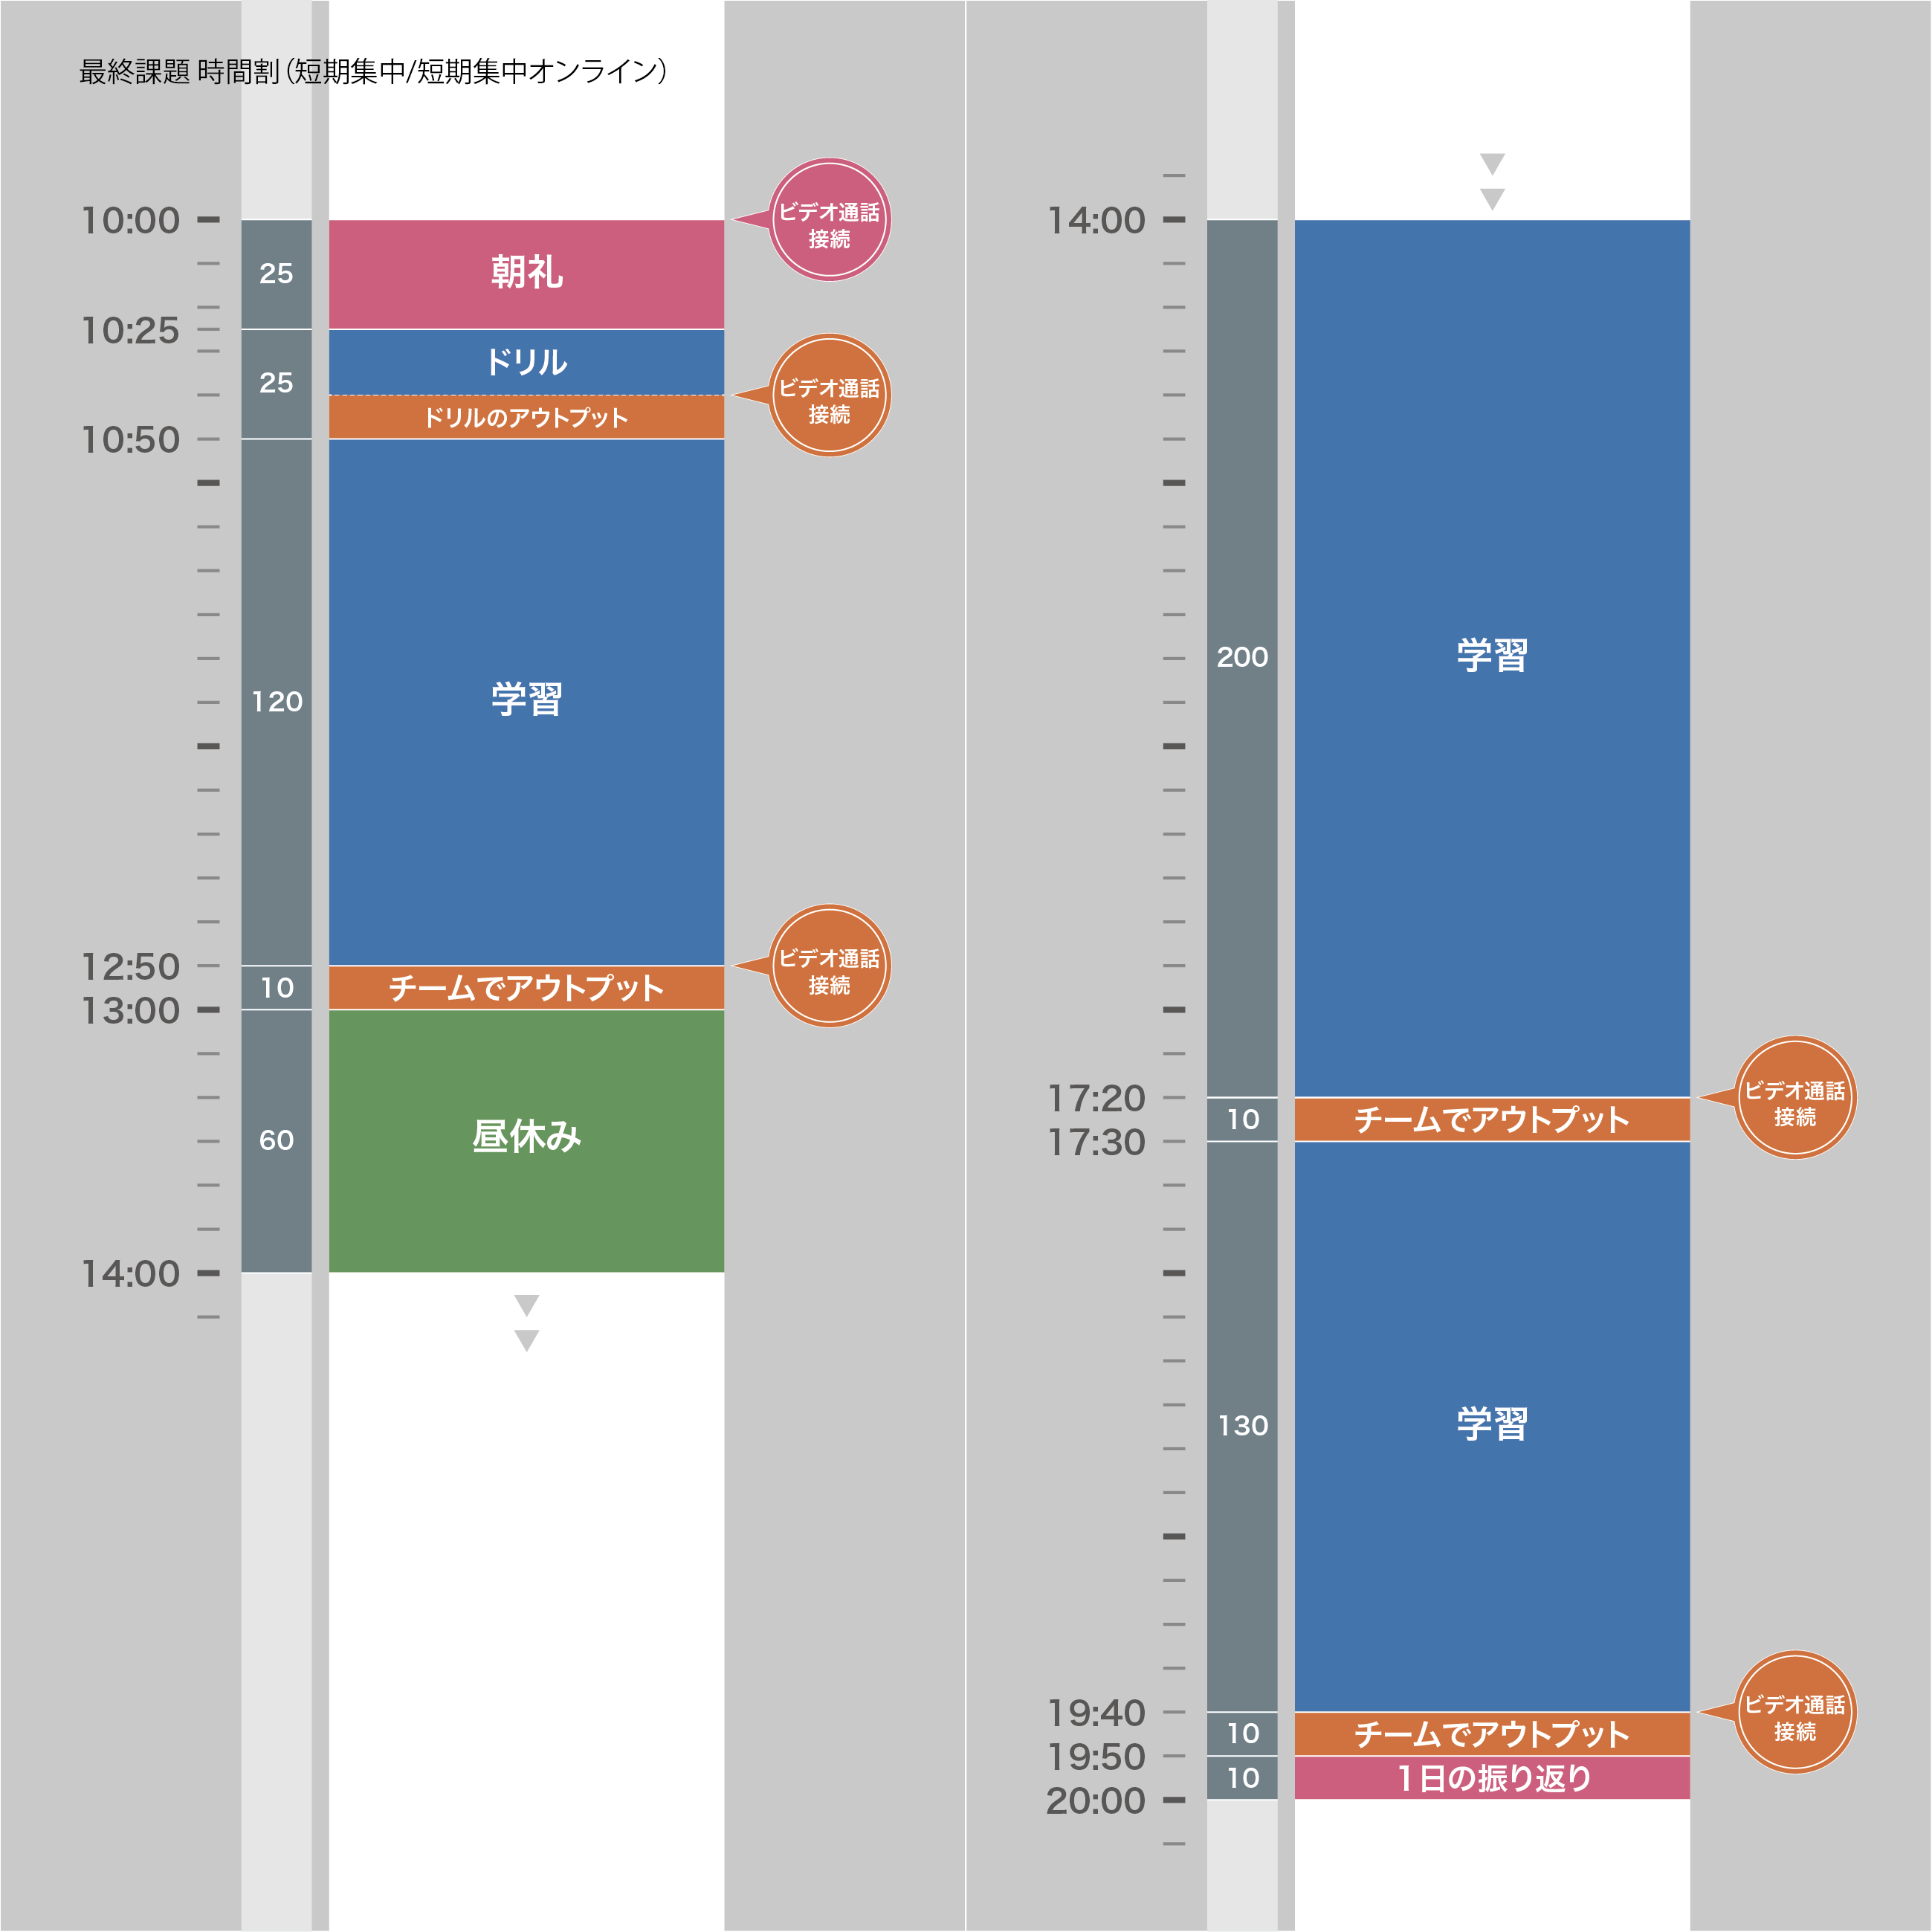 最終課題 時間割（短期集中/短期集中オンライン）
10:00
25
朝礼
ビデオ通話
接続
10:25
25
ドリル
ビデオ通話
接続
ドリルのアウトプット
10:50
120
学習
12:50
10
チームでアウトプット
ビデオ通話
接続
13:00
60
昼休み
14:00
14:00
200
学習
17:20
10
チームでアウトプット
ビデオ通話
接続
17:30
130
学習
19:40
10
チームでアウトプット
ビデオ通話
接続
19:50
10
1日の振り返り
20:00